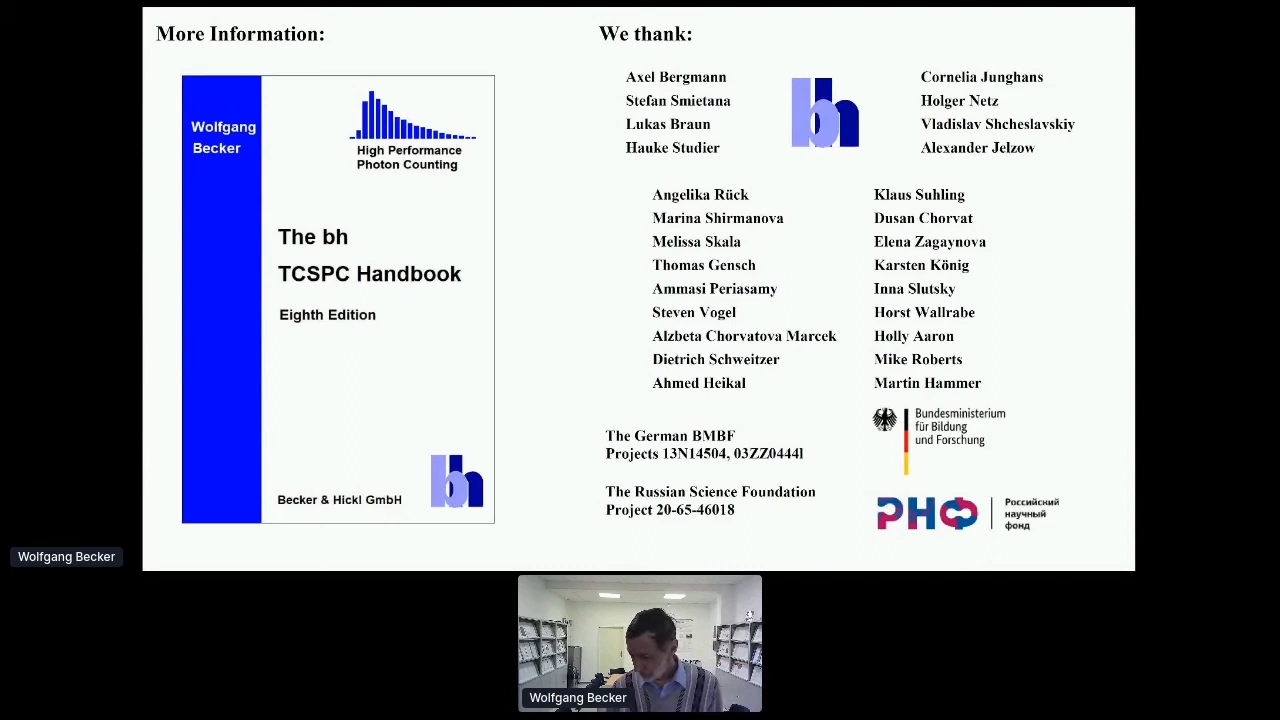 More Information:
Wolfgang
Becker
High Performance
Photon Counting
The bh
TCSPC Handbook
Eighth Edition
Becker & Hickl GmbH
bh
We thank:
Axel Bergmann
Stefan Smietana
Lukas Braun
Hauke Studier
bh
Cornelia Junghans
Holger Netz
Vladislav Shcheslavskiy
Alexander Jelzow
Angelika Rück
Marina Shirmanova
Melissa Skala
Thomas Gensch
Ammasi Periasamy
Steven Vogel
Alzbeta Chorvatova Marcek
Dietrich Schweitzer
Ahmed Heikal
Klaus Suhling
Dusan Chorvat
Elena Zagaynova
Karsten König
Inna Slutsky
Horst Wallrabe
Holly Aaron
Mike Roberts
Martin Hammer
The German BMBF
Projects 13N14504, 03ZZ0444l
Bundesministerium
für Bildung
und Forschung
The Russian Science Foundation
Project 20-65-46018
РНФ
Российский
научный
фонд
Wolfgang Becker
Wolfgang Becker